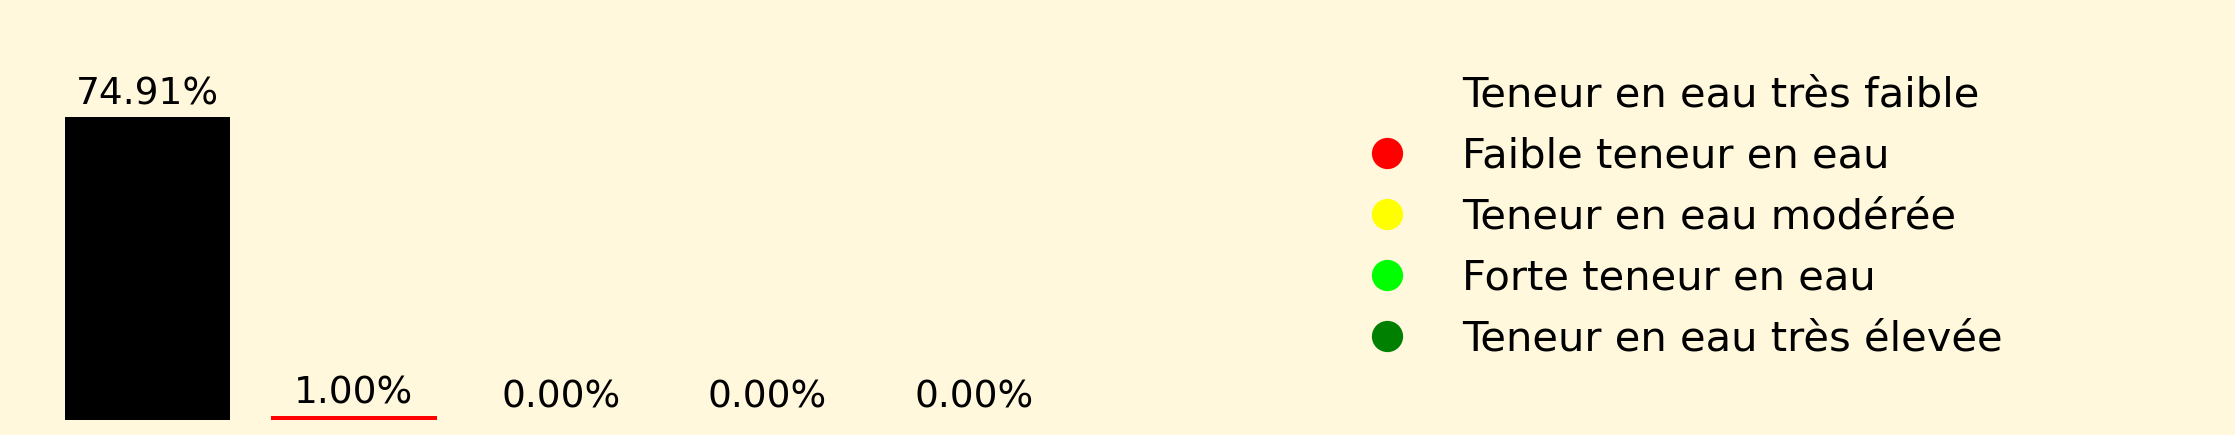 74.91%
1.00%
0.00%
0.00%
0.00%
Teneur en eau très faible
Faible teneur en eau
Teneur en eau modérée
Forte teneur en eau
Teneur en eau très élevée